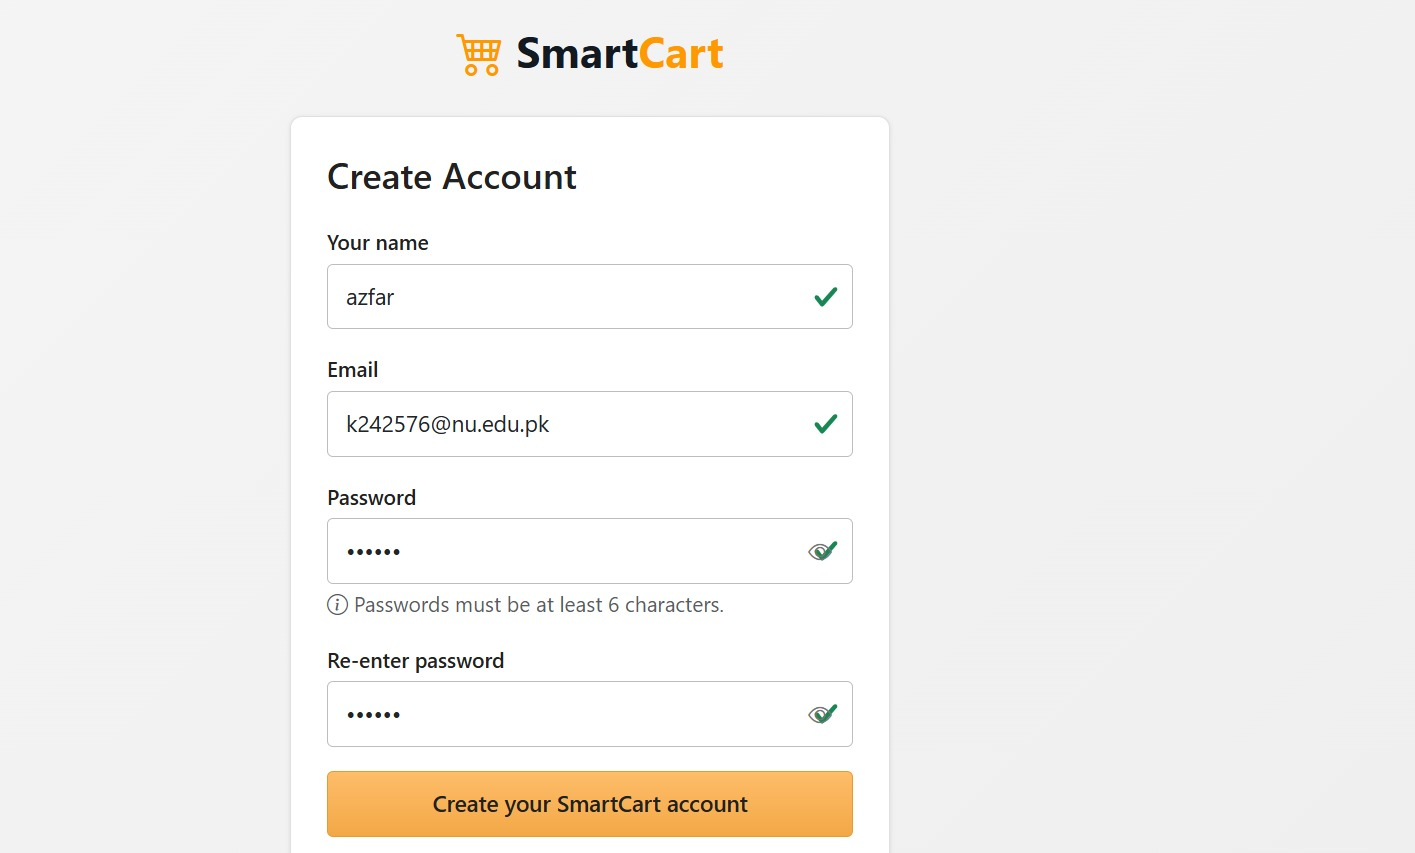 SmartCart
Create Account
Your name
azfar
Email
k242576@nu.edu.pk
Password
••••••
Passwords must be at least 6 characters.
Re-enter password
••••••
Create your SmartCart account